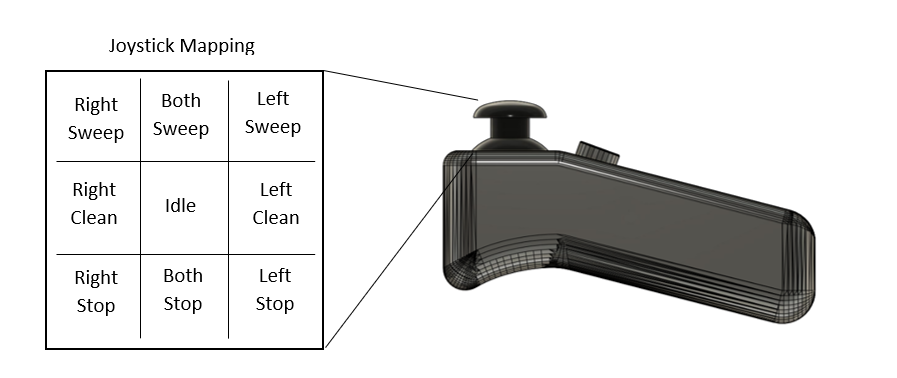 Joystick Mapping
Right
Sweep
Both
Sweep
Left
Sweep
Right
Clean
Idle
Left
Clean
Right
Stop
Both
Stop
Left
Stop